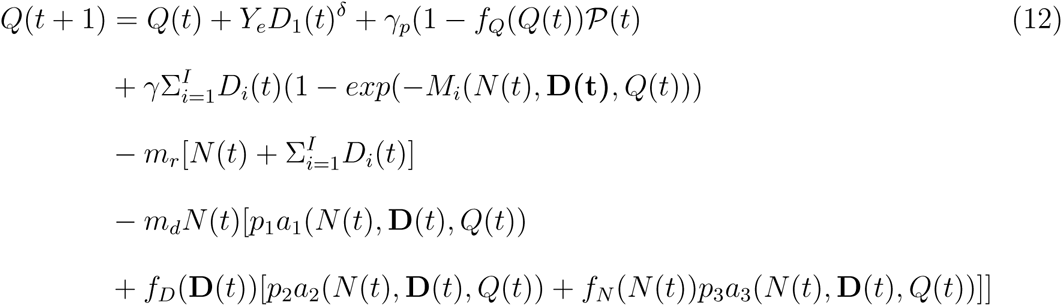 Q(t + 1) = Q(t) + Y_e D_1(t)^δ + γ_p(1 − f_Q(Q(t))𝒫(t) (12)
+ γΣ_{i=1}^I D_i(t)(1 − exp(−M_i(N(t), **D(t)**, Q(t)))
− m_r[N(t) + Σ_{i=1}^I D_i(t)]
− m_d N(t)[p_1 a_1(N(t), **D**(t), Q(t))
+ f_D(**D**(t))[p_2 a_2(N(t), **D**(t), Q(t)) + f_N(N(t))p_3 a_3(N(t), **D**(t), Q(t))]]